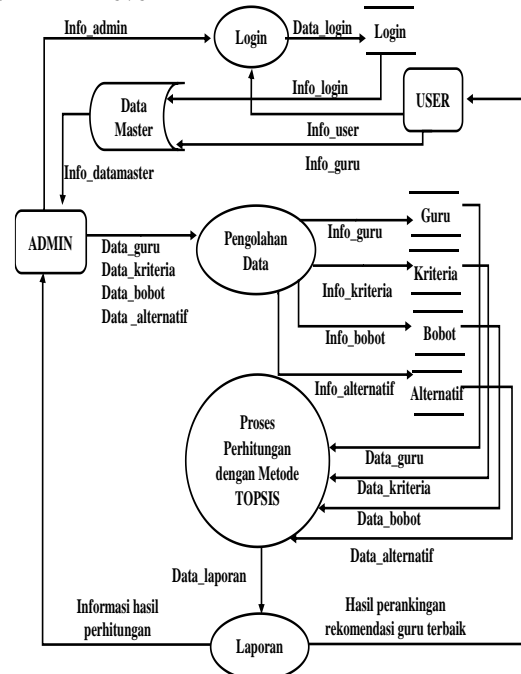 Info_admin
Login
Data_login
Login
Info_login
USER
Data
Master
Info_user
Info_guru
Info_datamaster
ADMIN
Data_guru
Data_kriteria
Data_bobot
Data _alternatif
Pengolahan
Data
Info_guru
Guru
Info_kriteria
Kriteria
Info_bobot
Bobot
Info_alternatif
Alternatif
Proses
Perhitungan
dengan Metode
TOPSIS
Data_guru
Data_kriteria
Data_bobot
Data_alternatif
Data_laporan
Informasi hasil
perhitungan
Laporan
Hasil perankingan
rekomendasi guru terbaik